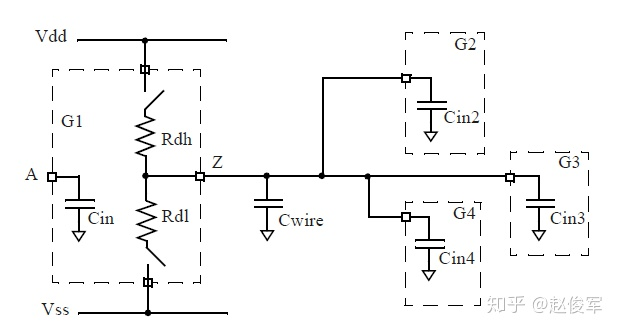 Vdd
G1
Rdh
A
Cin
Rdl
Z
Cwire
Vss
G2
Cin2
G3
Cin3
G4
Cin4
知乎 @赵俊军